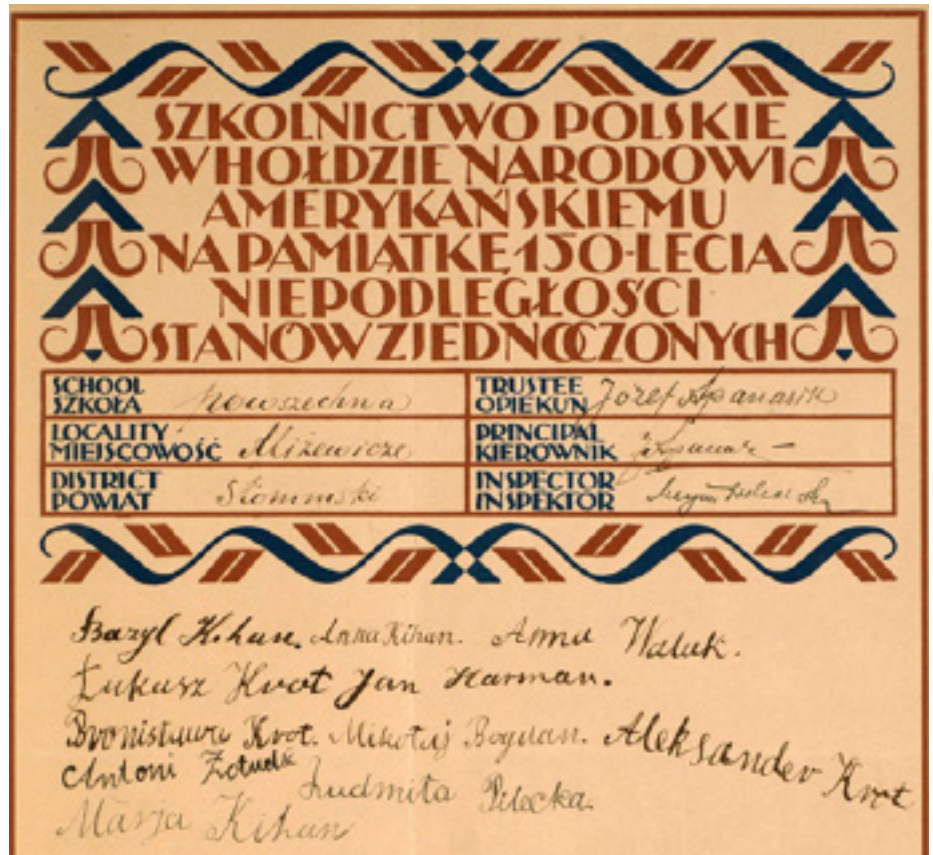 SZKOLNICTWO POLSKIE
W HOŁDZIE NARODOWI
AMERYKAŃSKIEMU
NA PAMIĄTKĘ 150-LECIA
NIEPODLEGŁOŚCI
STANÓW ZJEDNOCZONYCH
SCHOOL
SZKOŁA Powszechna
TRUSTEE
OPIEKUN Józef Apanasik
LOCALITY
MIEJSCOWOŚĆ Miżewicze
PRINCIPAL
KIEROWNIK
DISTRICT
POWIAT Słonimski
INSPECTOR
INSPEKTOR
Bazyl Kihan. Anna Kihan. Anna Waluk.
Łukasz Krot Jan Harman.
Bronisława Krot. Mikołaj Bogdan. Aleksander Krot
Antoni Ludmiła Pilecka.
Marja Kihan